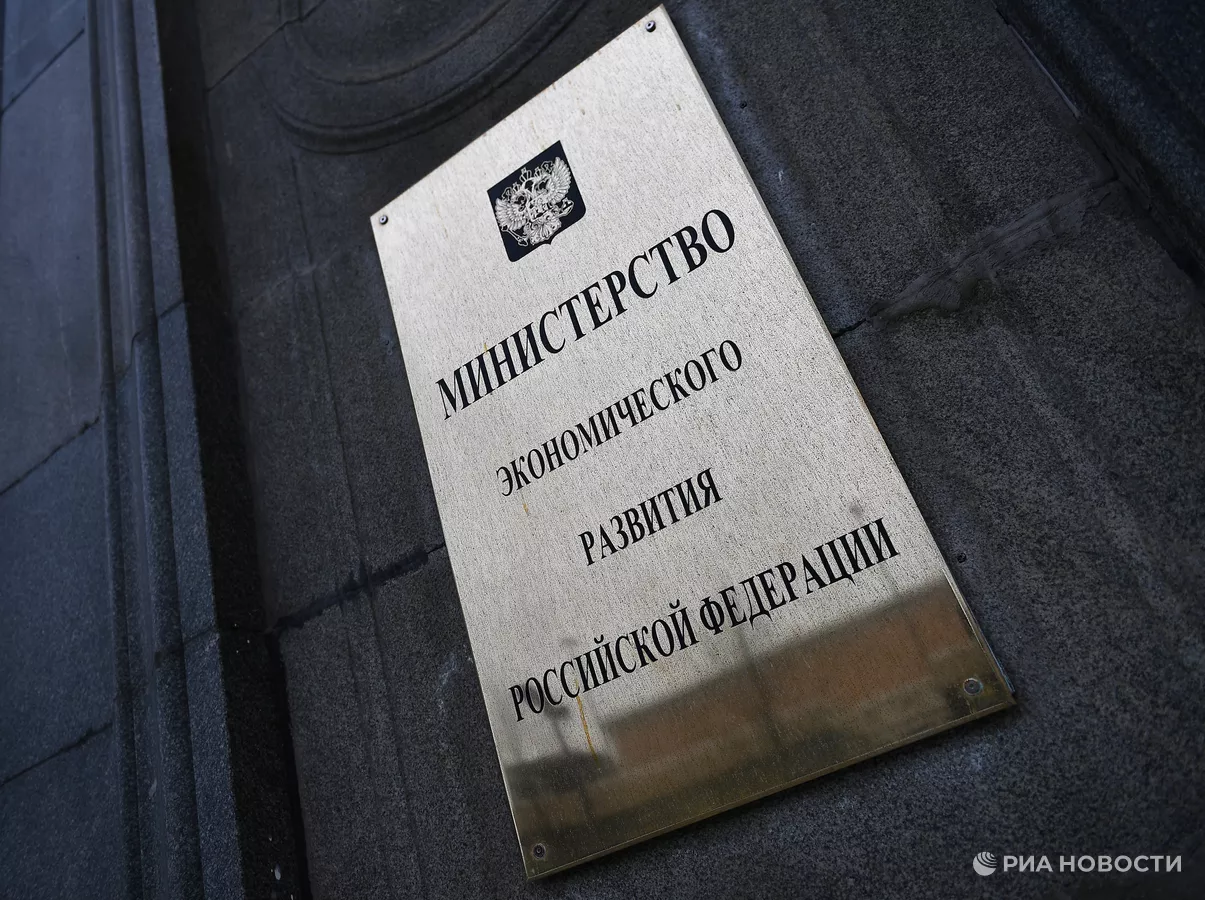 МИНИСТЕРСТВО
ЭКОНОМИЧЕСКОГО
РАЗВИТИЯ
РОССИЙСКОЙ ФЕДЕРАЦИИ
РИА НОВОСТИ